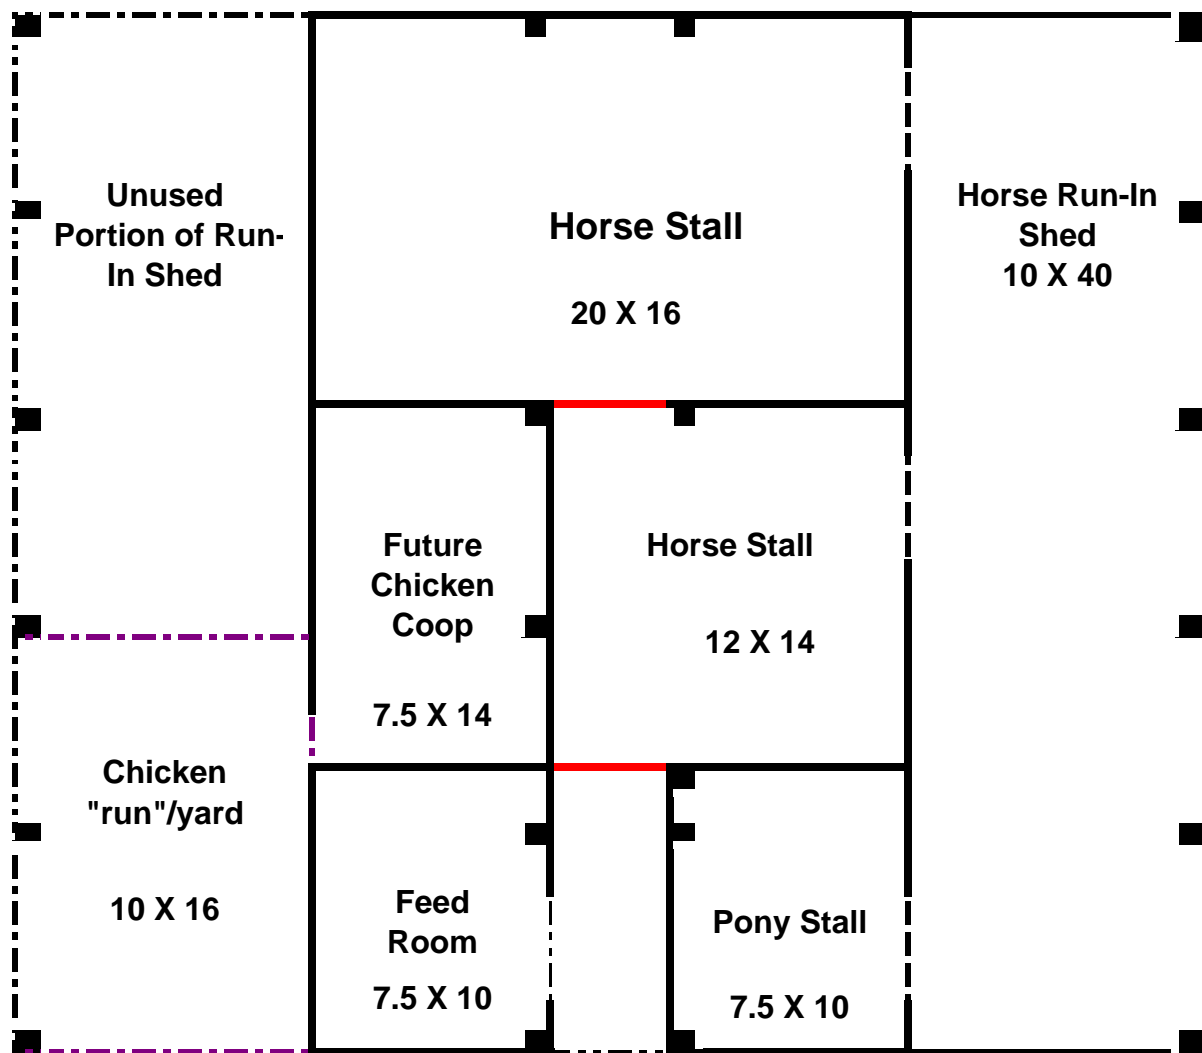 Unused
Portion of Run-
In Shed
Horse Stall
20 X 16
Horse Run-In
Shed
10 X 40
Future
Chicken
Coop
7.5 X 14
Horse Stall
12 X 14
Chicken
"run"/yard
10 X 16
Feed
Room
7.5 X 10
Pony Stall
7.5 X 10